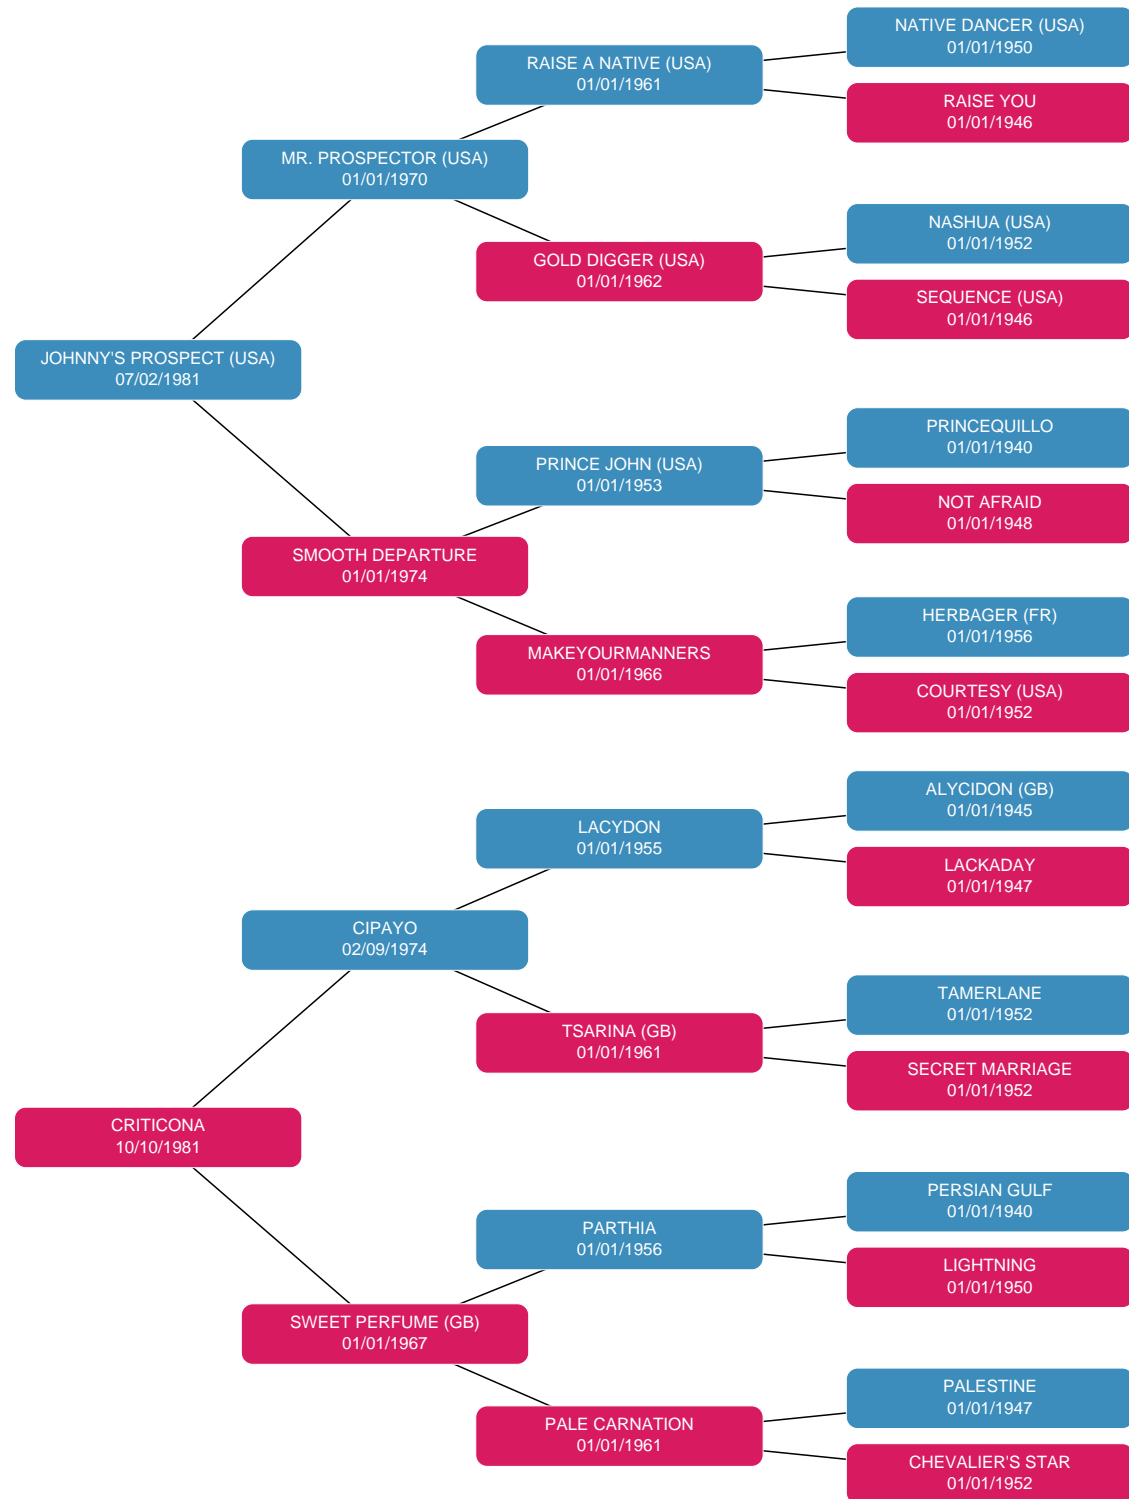 NATIVE DANCER (USA)
01/01/1950
RAISE A NATIVE (USA)
01/01/1961
RAISE YOU
01/01/1946
MR. PROSPECTOR (USA)
01/01/1970
NASHUA (USA)
01/01/1952
GOLD DIGGER (USA)
01/01/1962
SEQUENCE (USA)
01/01/1946
JOHNNY'S PROSPECT (USA)
07/02/1981
PRINCEQUILLO
01/01/1940
PRINCE JOHN (USA)
01/01/1953
NOT AFRAID
01/01/1948
SMOOTH DEPARTURE
01/01/1974
HERBAGER (FR)
01/01/1956
MAKEYOURMANNERS
01/01/1966
COURTESY (USA)
01/01/1952
ALYCIDON (GB)
01/01/1945
LACYDON
01/01/1955
LACKADAY
01/01/1947
CIPAYO
02/09/1974
TAMERLANE
01/01/1952
TSARINA (GB)
01/01/1961
SECRET MARRIAGE
01/01/1952
CRITICONA
10/10/1981
PERSIAN GULF
01/01/1940
PARTHIA
01/01/1956
LIGHTNING
01/01/1950
SWEET PERFUME (GB)
01/01/1967
PALESTINE
01/01/1947
PALE CARNATION
01/01/1961
CHEVALIER'S STAR
01/01/1952